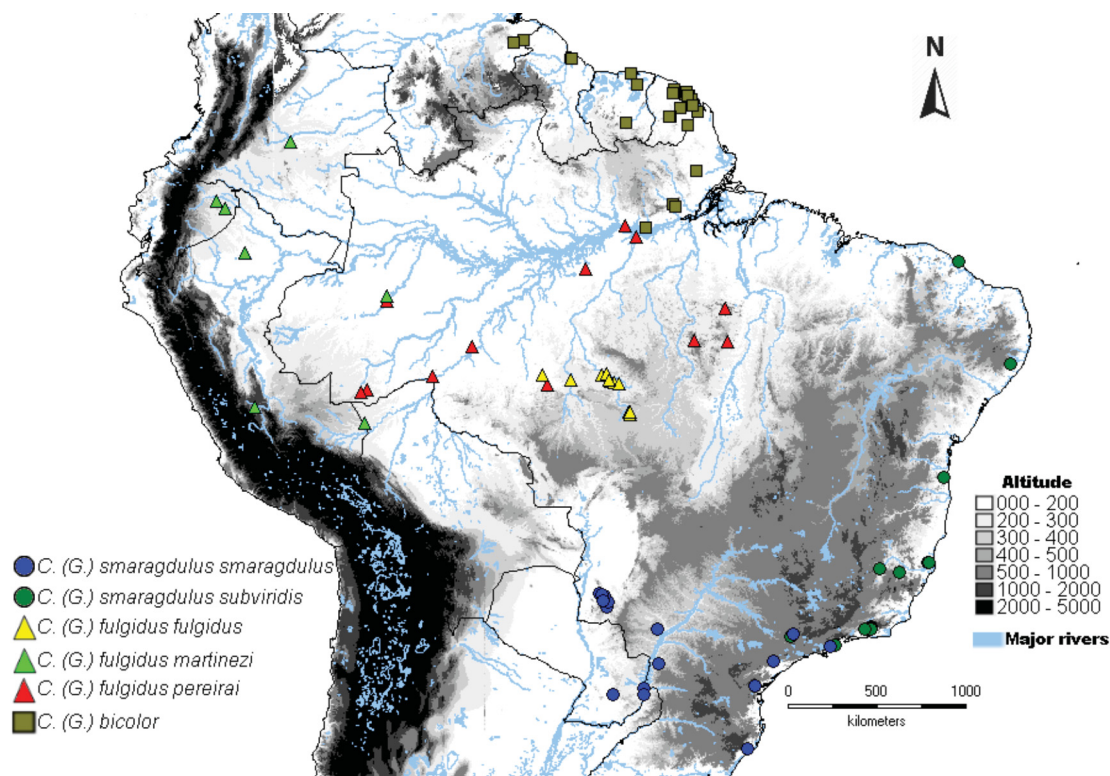 N
Altitude
000 - 200
200 - 300
300 - 400
400 - 500
500 - 1000
1000 - 2000
2000 - 5000
Major rivers
C. (G.) smaragdulus smaragdulus
C. (G.) smaragdulus subviridis
C. (G.) fulgidus fulgidus
C. (G.) fulgidus martinezi
C. (G.) fulgidus pereirai
C. (G.) bicolor
0 500 1000
kilometers